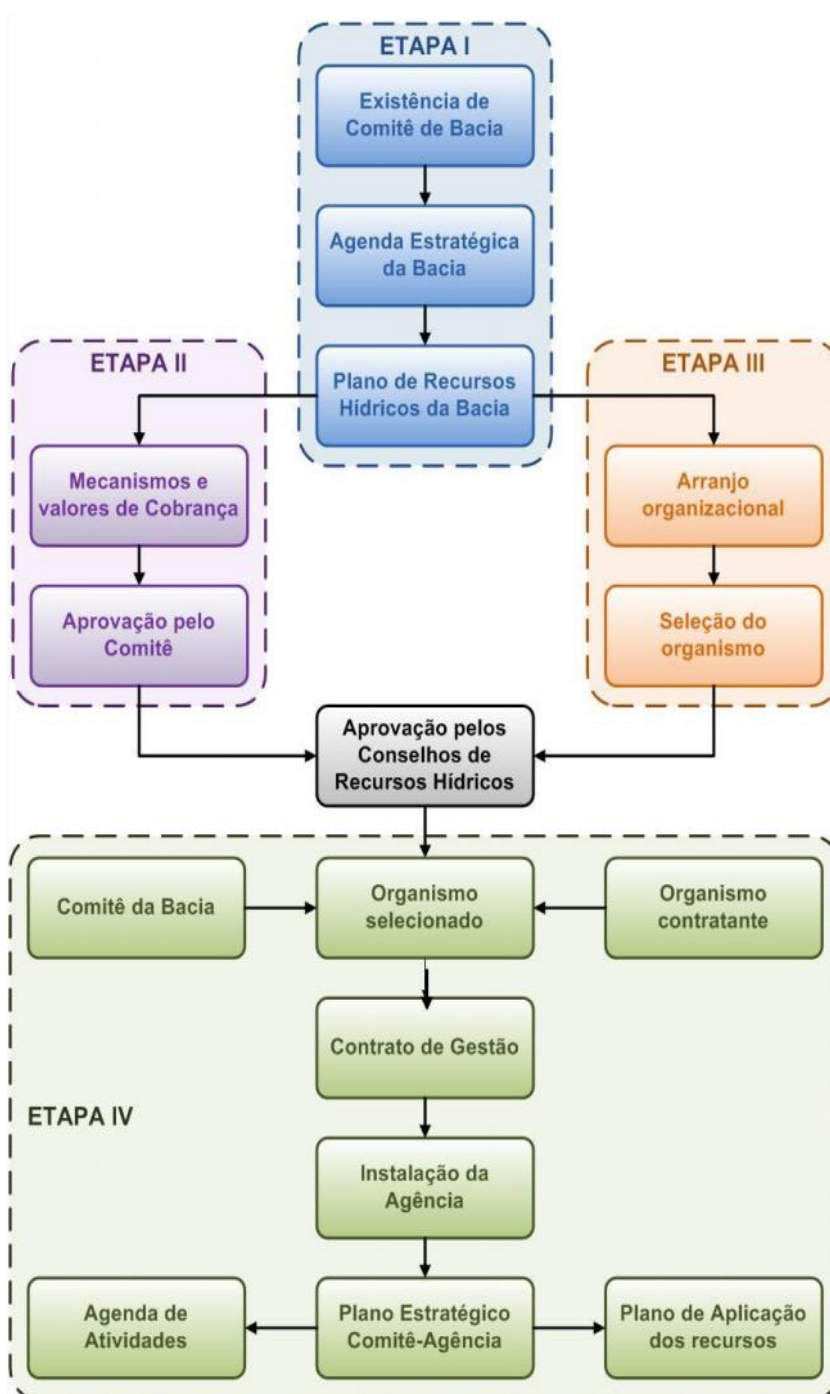 ETAPA I
Existência de
Comitê de Bacia
Agenda Estratégica
da Bacia
Plano de Recursos
Hídricos da Bacia
ETAPA II
Mecanismos e
valores de Cobrança
Aprovação pelo
Comitê
ETAPA III
Arranjo
organizacional
Seleção do
organismo
Aprovação pelos
Conselhos de
Recursos Hídricos
Comitê da Bacia
Organismo
selecionado
Organismo
contratante
Contrato de Gestão
ETAPA IV
Instalação da
Agência
Agenda de
Atividades
Plano Estratégico
Comitê-Agência
Plano de Aplicação
dos recursos